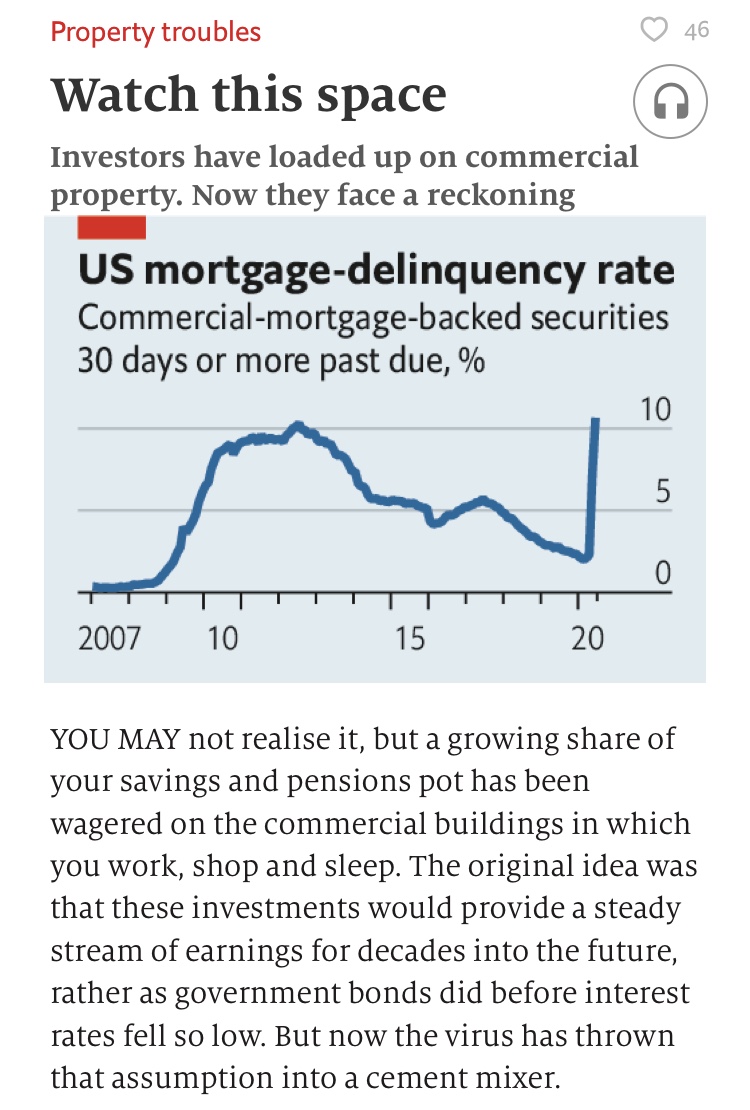 Property troubles
46
Watch this space
Investors have loaded up on commercial
property. Now they face a reckoning
US mortgage-delinquency rate
Commercial-mortgage-backed securities
30 days or more past due, %
10
5
0
2007 10 15 20
YOU MAY not realise it, but a growing share of
your savings and pensions pot has been
wagered on the commercial buildings in which
you work, shop and sleep. The original idea was
that these investments would provide a steady
stream of earnings for decades into the future,
rather as government bonds did before interest
rates fell so low. But now the virus has thrown
that assumption into a cement mixer.